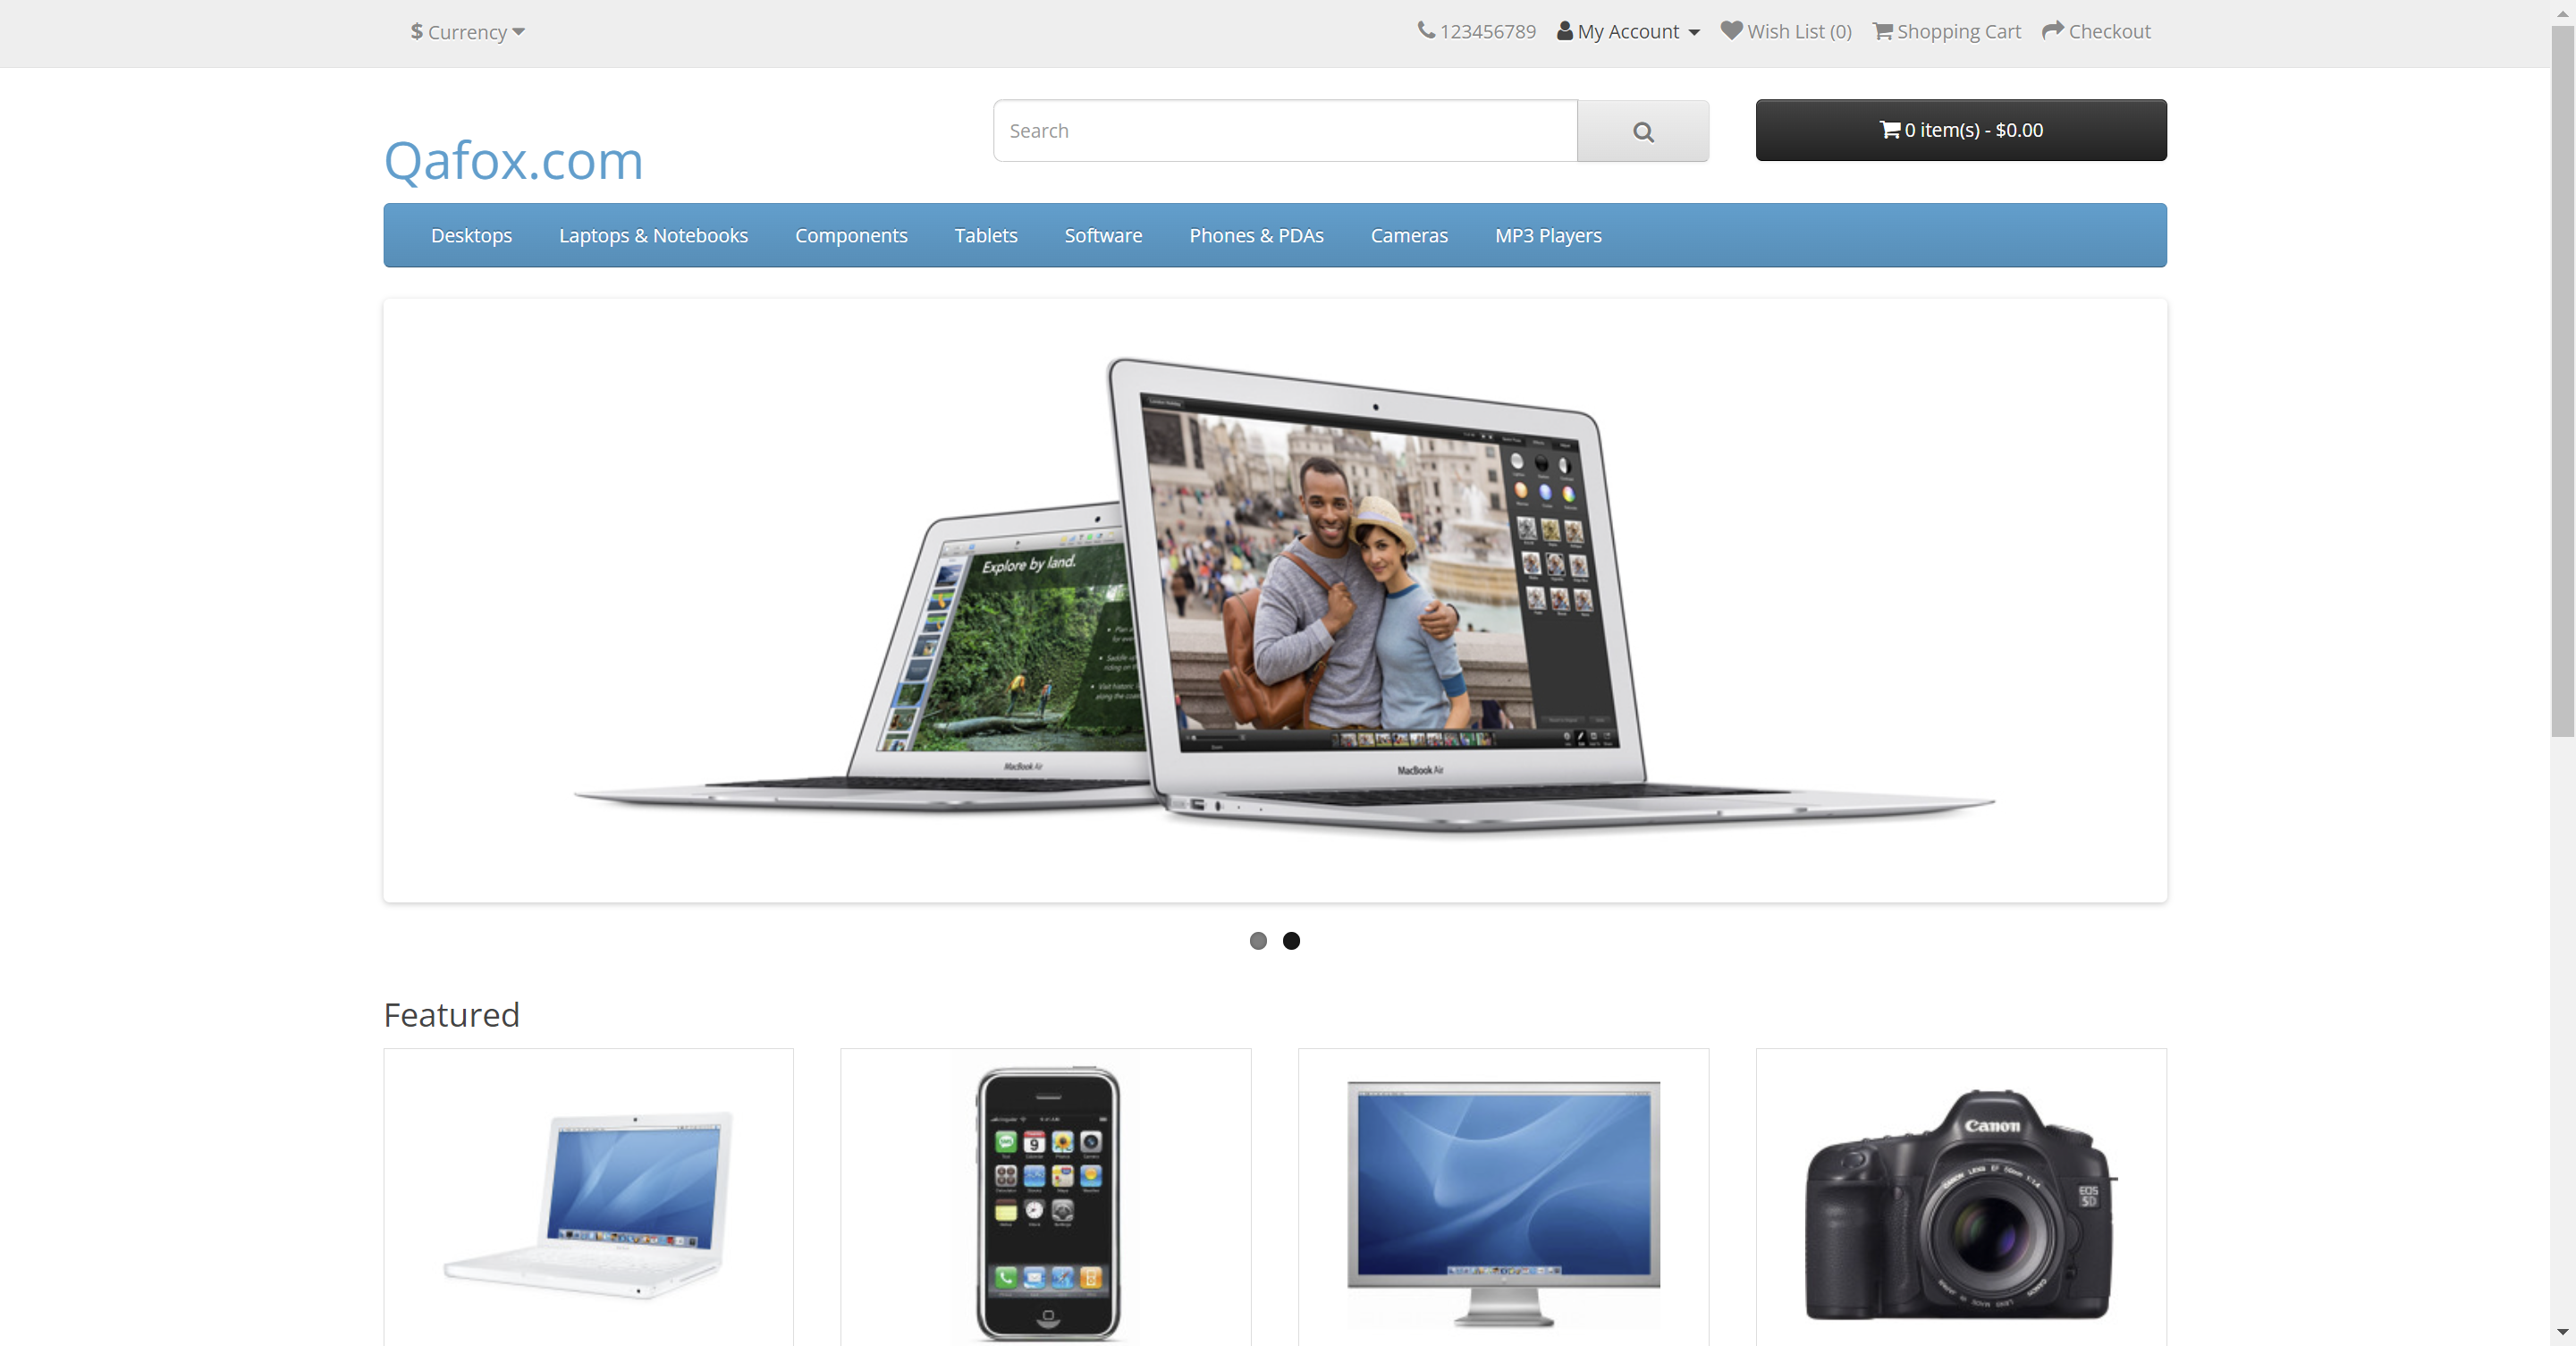 $ Currency
123456789 My Account Wish List (0) Shopping Cart Checkout
Qafox.com
Search
0 item(s) - $0.00
Desktops Laptops & Notebooks Components Tablets Software Phones & PDAs Cameras MP3 Players
Explore by land.
MacBook Air
MacBook Air
Featured
9
Canon
EOS
5D